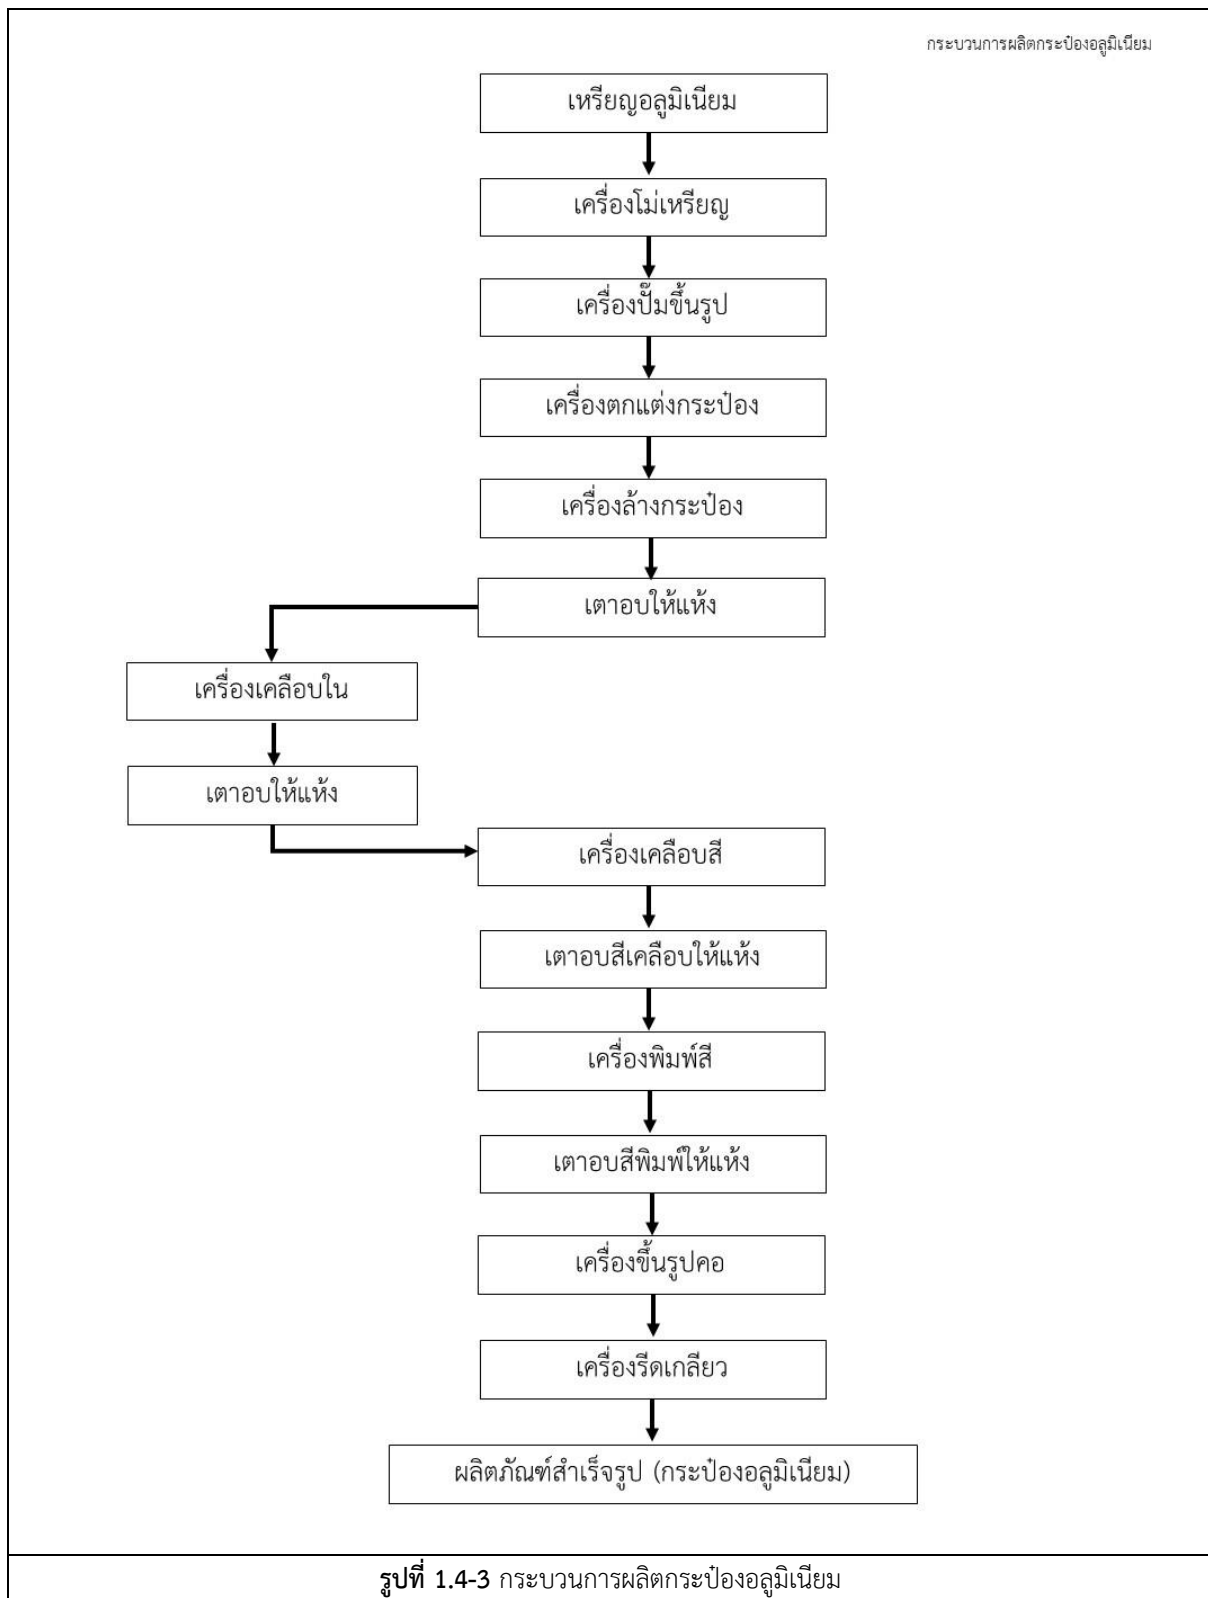 กระบวนการผลิตกระป๋องอลูมิเนียม
เหรียญอลูมิเนียม
เครื่องโม่เหรียญ
เครื่องปั๊มขึ้นรูป
เครื่องตกแต่งกระป๋อง
เครื่องล้างกระป๋อง
เตาอบให้แห้ง
เครื่องเคลือบใน
เตาอบให้แห้ง
เครื่องเคลือบสี
เตาอบสีเคลือบให้แห้ง
เครื่องพิมพ์สี
เตาอบสีพิมพ์ให้แห้ง
เครื่องขึ้นรูปคอ
เครื่องรีดเกลียว
ผลิตภัณฑ์สำเร็จรูป (กระป๋องอลูมิเนียม)
รูปที่ 1.4-3 กระบวนการผลิตกระป๋องอลูมิเนียม